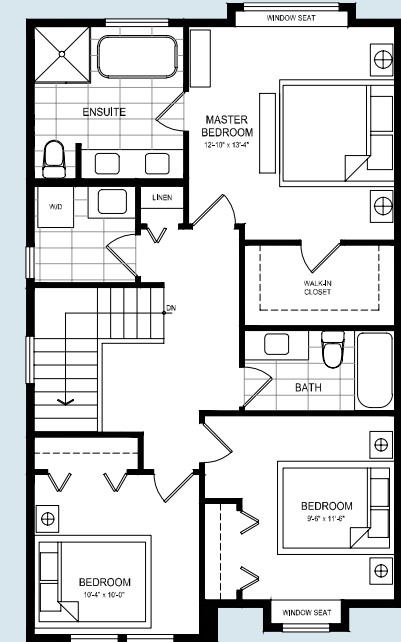 WINDOW SEAT
ENSUITE
MASTER
BEDROOM
12'-10" x 13'-4"
W/D
LINEN
WALK-IN
CLOSET
DN
BATH
BEDROOM
9'-6" x 11'-6"
BEDROOM
10'-4" x 10'-0"
WINDOW SEAT